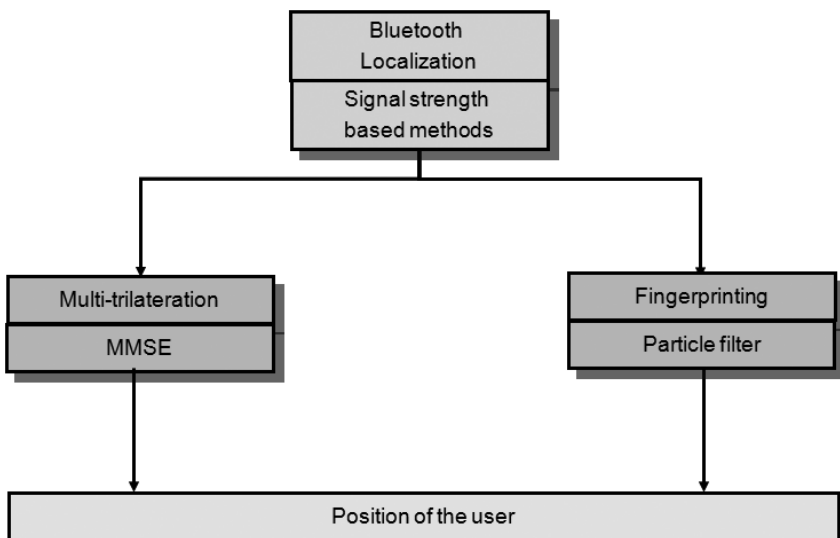 Bluetooth
Localization
Signal strength
based methods
Multi-trilateration
MMSE
Fingerprinting
Particle filter
Position of the user